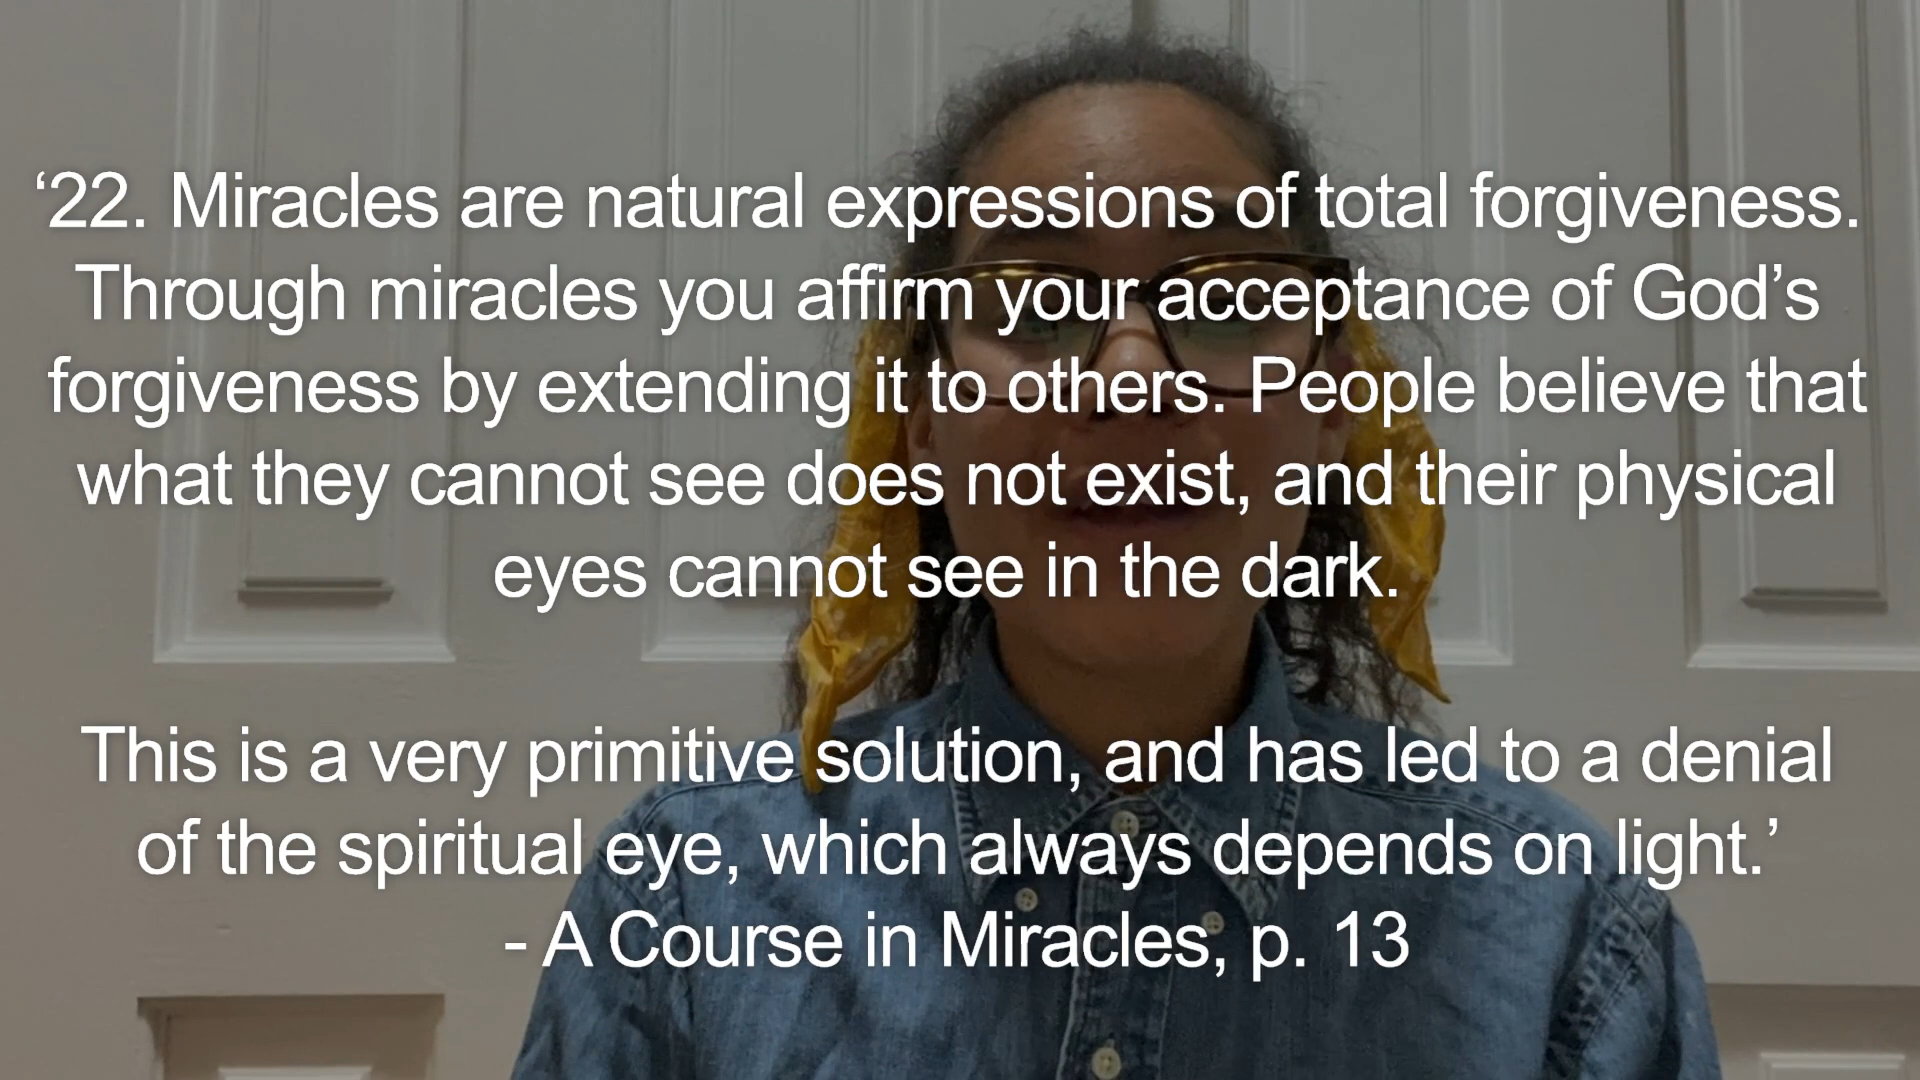 ‘22. Miracles are natural expressions of total forgiveness.
Through miracles you affirm your acceptance of God’s
forgiveness by extending it to others. People believe that
what they cannot see does not exist, and their physical
eyes cannot see in the dark.
This is a very primitive solution, and has led to a denial
of the spiritual eye, which always depends on light.’
- A Course in Miracles, p. 13